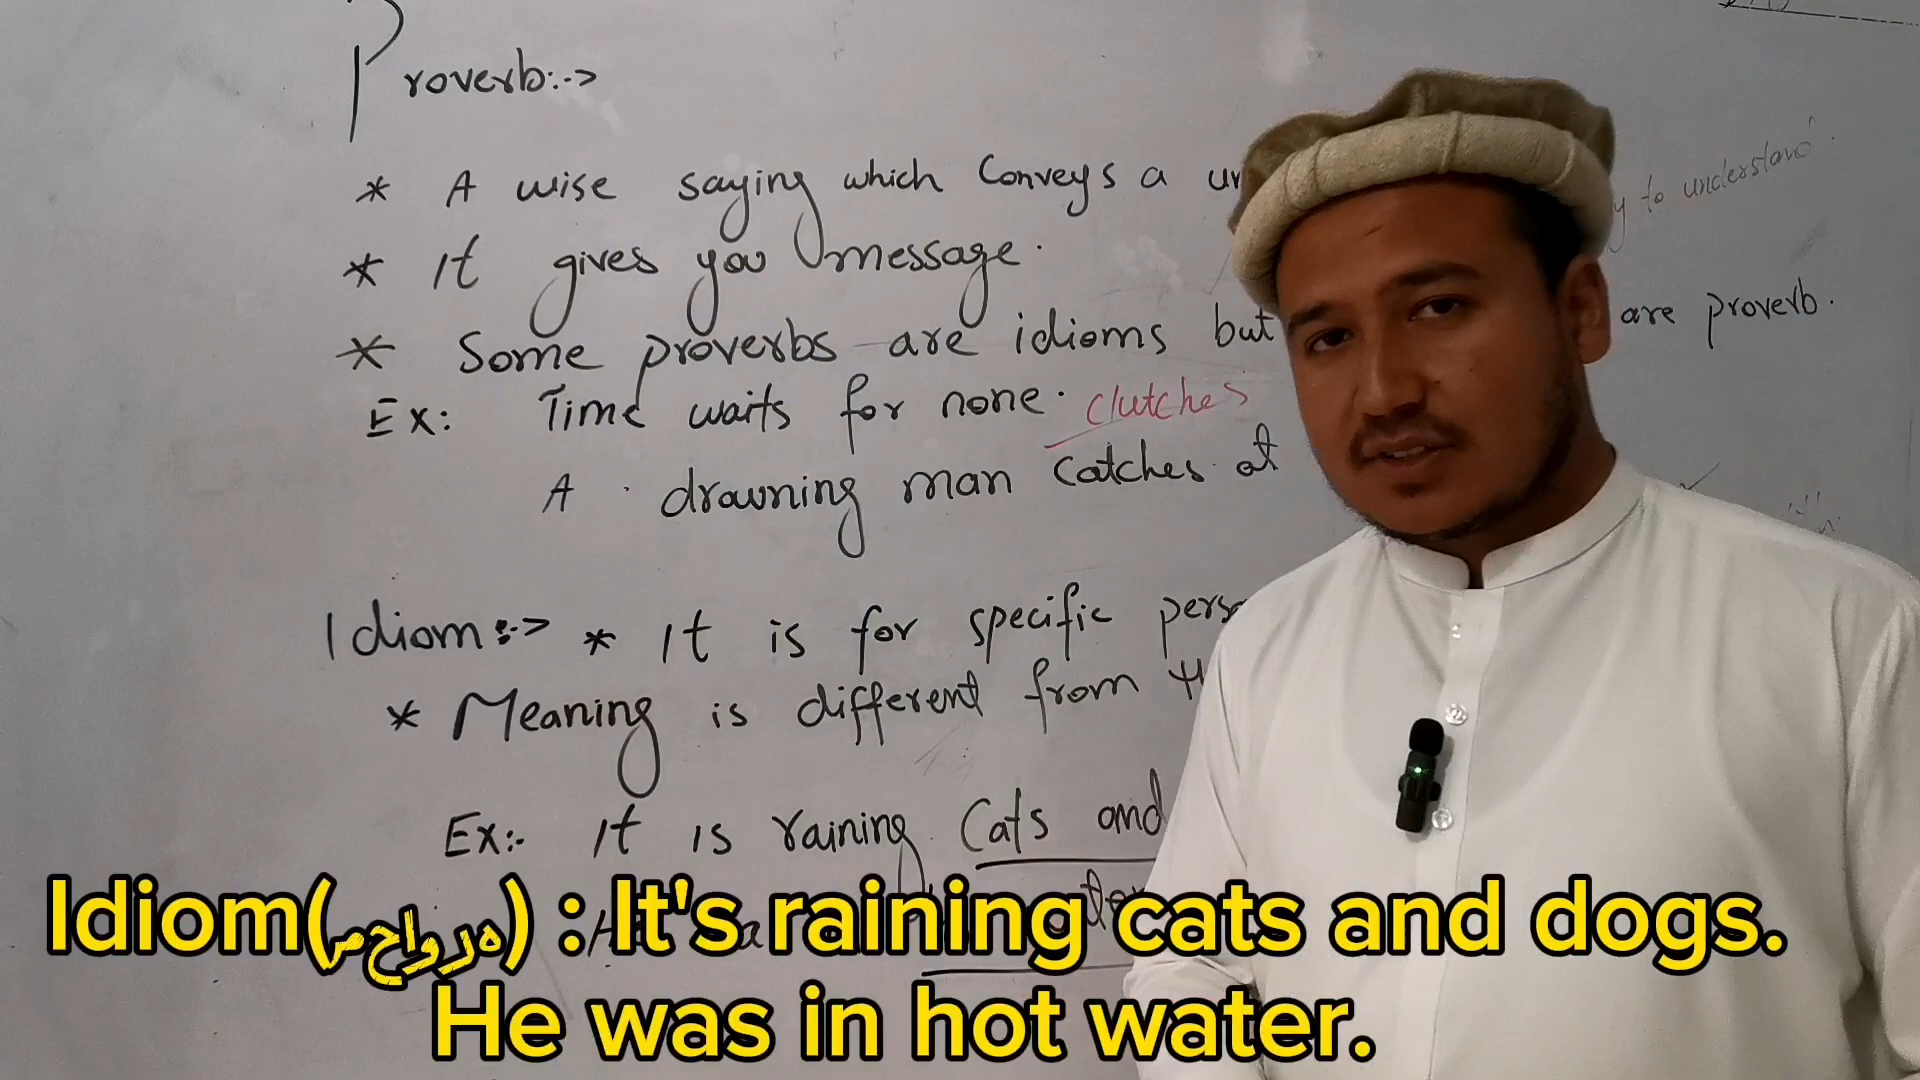 Proverb:->
* A wise saying which Conveys a
y to understand
* It gives you message.
* Some proverbs are idioms but are proverb.
Ex: Time waits for none. clutches
A drowning man catches at
Idiom:-> * It is for specific
* Meaning is different from
Ex:- It is raining Cats and
Idiom(محاورہ) : It's raining cats and dogs.
He was in hot water.